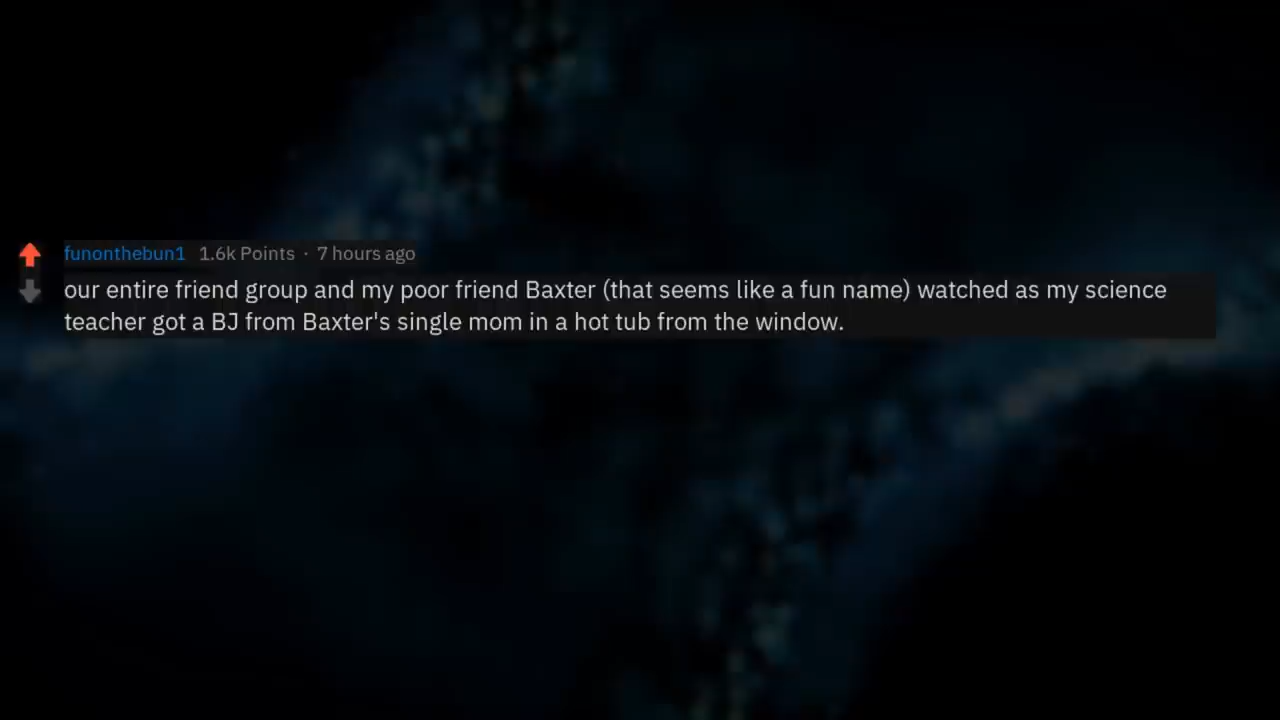 funonthebun1 1.6k Points · 7 hours ago
our entire friend group and my poor friend Baxter (that seems like a fun name) watched as my science
teacher got a BJ from Baxter's single mom in a hot tub from the window.